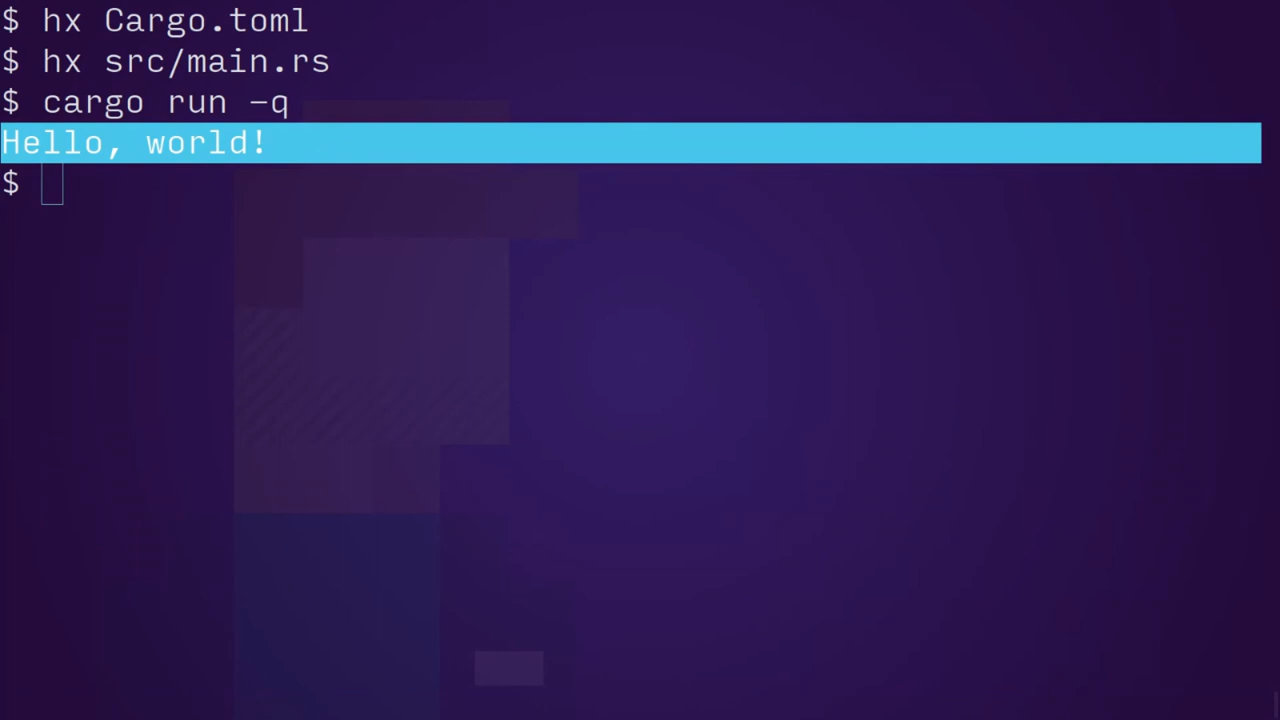 $ hx Cargo.toml
$ hx src/main.rs
$ cargo run -q
Hello, world!
$